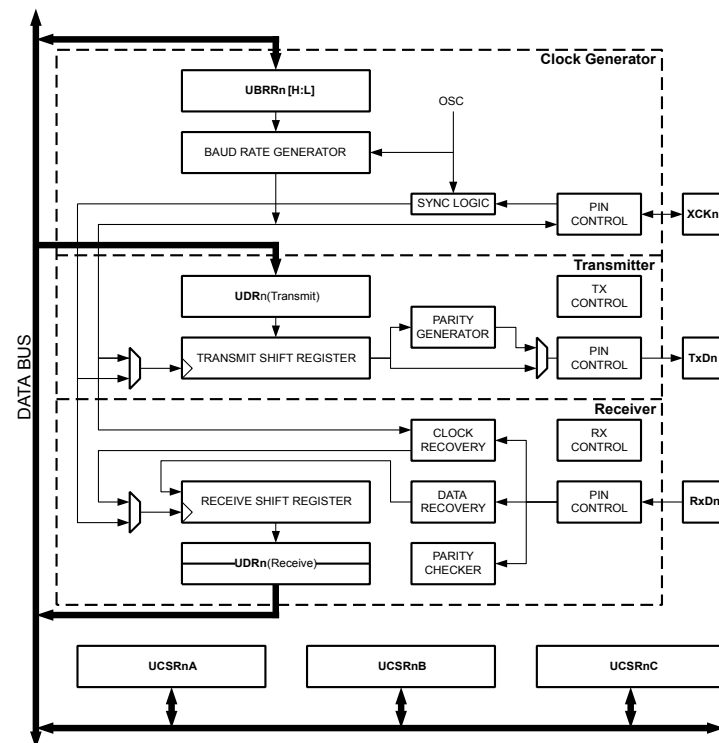 Clock Generator
UBRRn [H:L]
OSC
BAUD RATE GENERATOR
SYNC LOGIC
PIN
CONTROL
XCKn
Transmitter
UDRn(Transmit)
TX
CONTROL
PARITY
GENERATOR
TRANSMIT SHIFT REGISTER
PIN
CONTROL
TxDn
DATA BUS
Receiver
CLOCK
RECOVERY
RX
CONTROL
RECEIVE SHIFT REGISTER
DATA
RECOVERY
PIN
CONTROL
RxDn
UDRn(Receive)
PARITY
CHECKER
UCSRnA
UCSRnB
UCSRnC